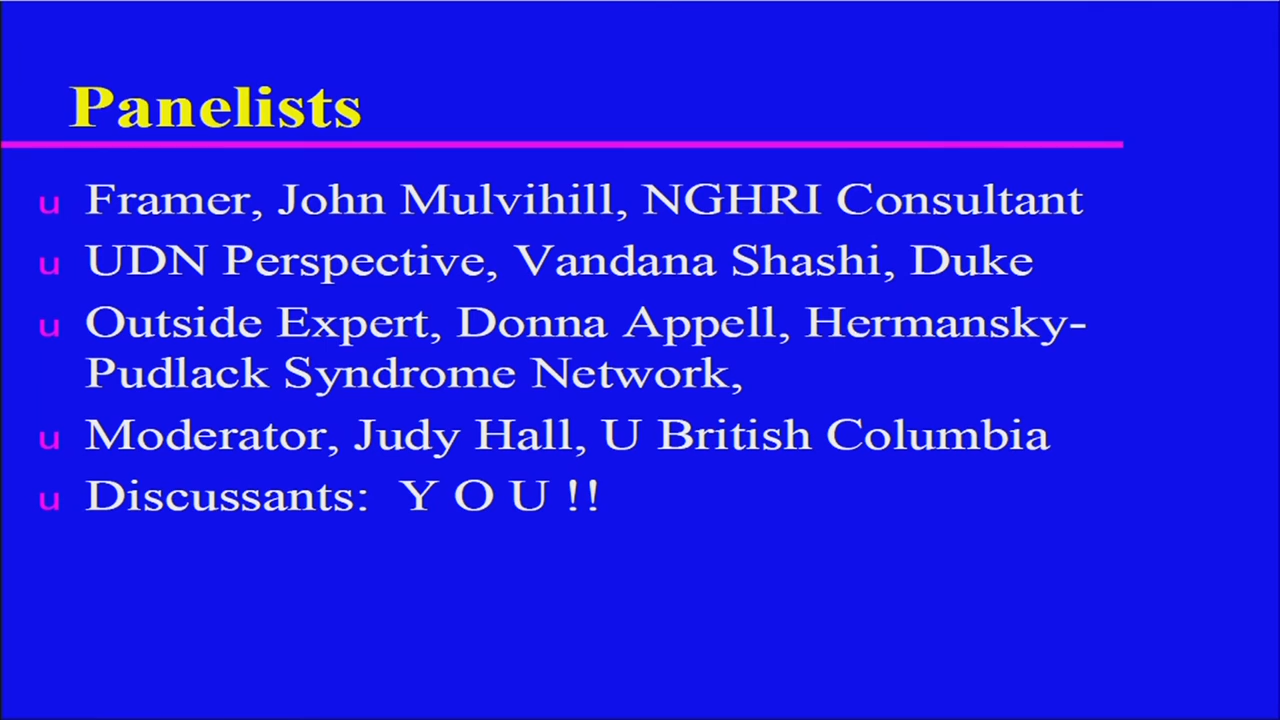 Panelists
u Framer, John Mulvihill, NGHRI Consultant
u UDN Perspective, Vandana Shashi, Duke
u Outside Expert, Donna Appell, Hermansky-
Pudlack Syndrome Network,
u Moderator, Judy Hall, U British Columbia
u Discussants:  Y O U !!